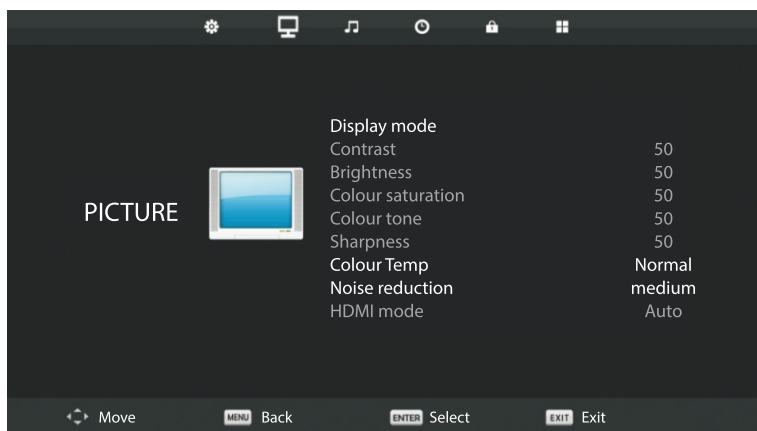 Display mode
Contrast 50
Brightness 50
Colour saturation 50
Colour tone 50
Sharpness 50
Colour Temp Normal
Noise reduction medium
HDMI mode Auto
PICTURE
Move MENU Back ENTER Select EXIT Exit